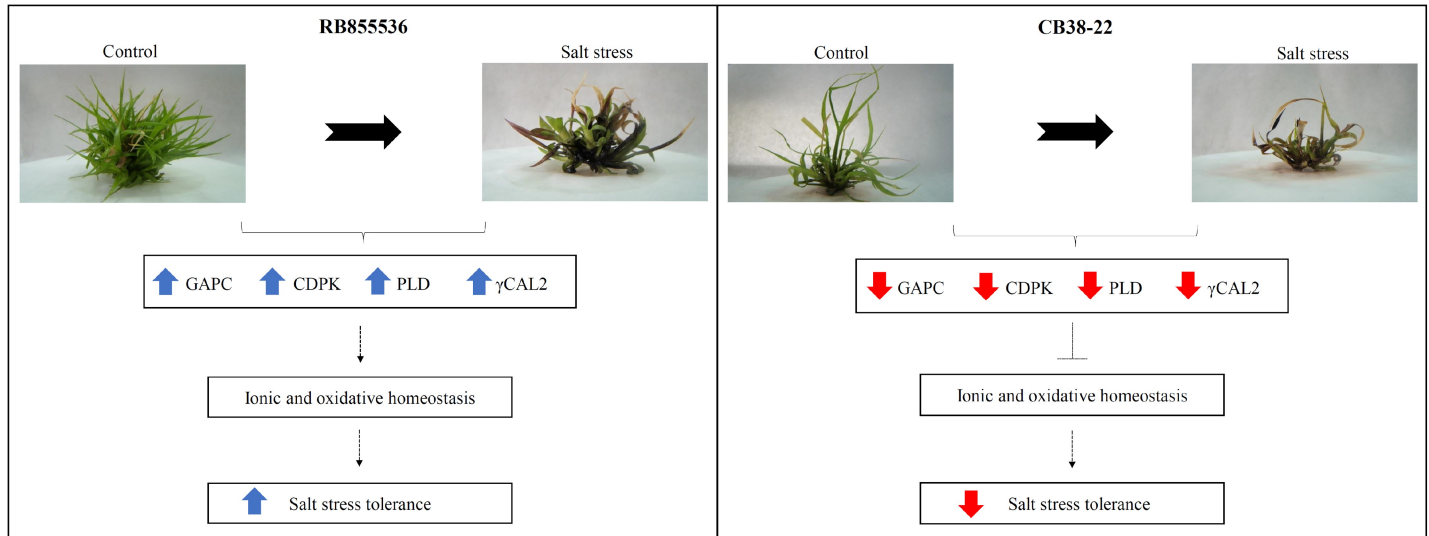 RB855536
Control
Salt stress
GAPC CDPK PLD γCAL2
Ionic and oxidative homeostasis
Salt stress tolerance
CB38-22
Control
Salt stress
GAPC CDPK PLD γCAL2
Ionic and oxidative homeostasis
Salt stress tolerance